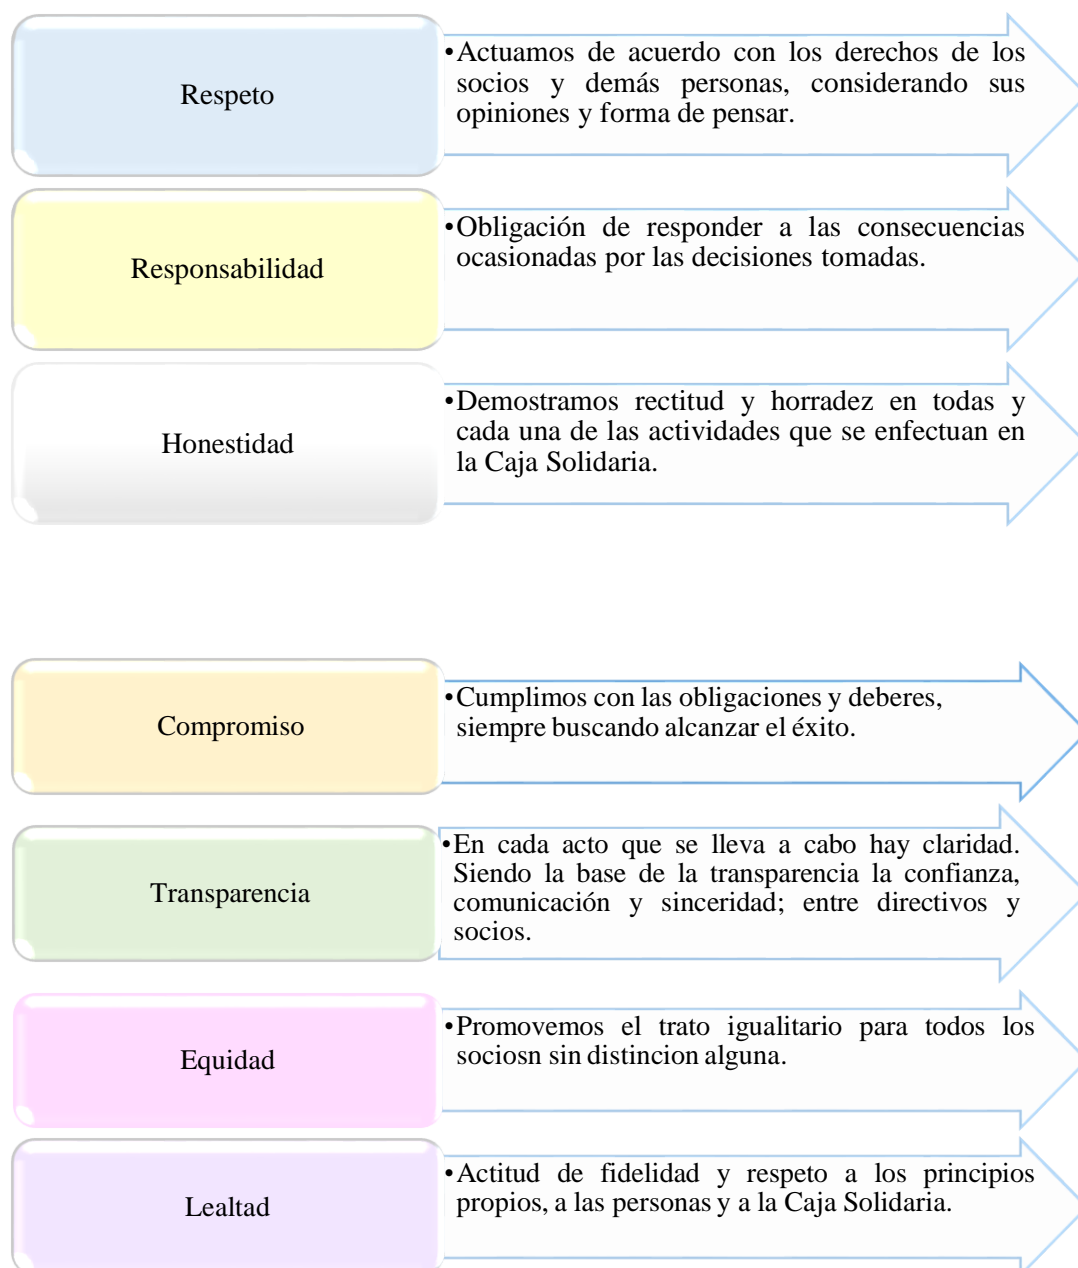 Respeto
•Actuamos de acuerdo con los derechos de los
socios y demás personas, considerando sus
opiniones y forma de pensar.
Responsabilidad
•Obligación de responder a las consecuencias
ocasionadas por las decisiones tomadas.
Honestidad
•Demostramos rectitud y horradez en todas y
cada una de las actividades que se enfectuan en
la Caja Solidaria.
Compromiso
•Cumplimos con las obligaciones y deberes,
siempre buscando alcanzar el éxito.
Transparencia
•En cada acto que se lleva a cabo hay claridad.
Siendo la base de la transparencia la confianza,
comunicación y sinceridad; entre directivos y
socios.
Equidad
•Promovemos el trato igualitario para todos los
sociosn sin distincion alguna.
Lealtad
•Actitud de fidelidad y respeto a los principios
propios, a las personas y a la Caja Solidaria.